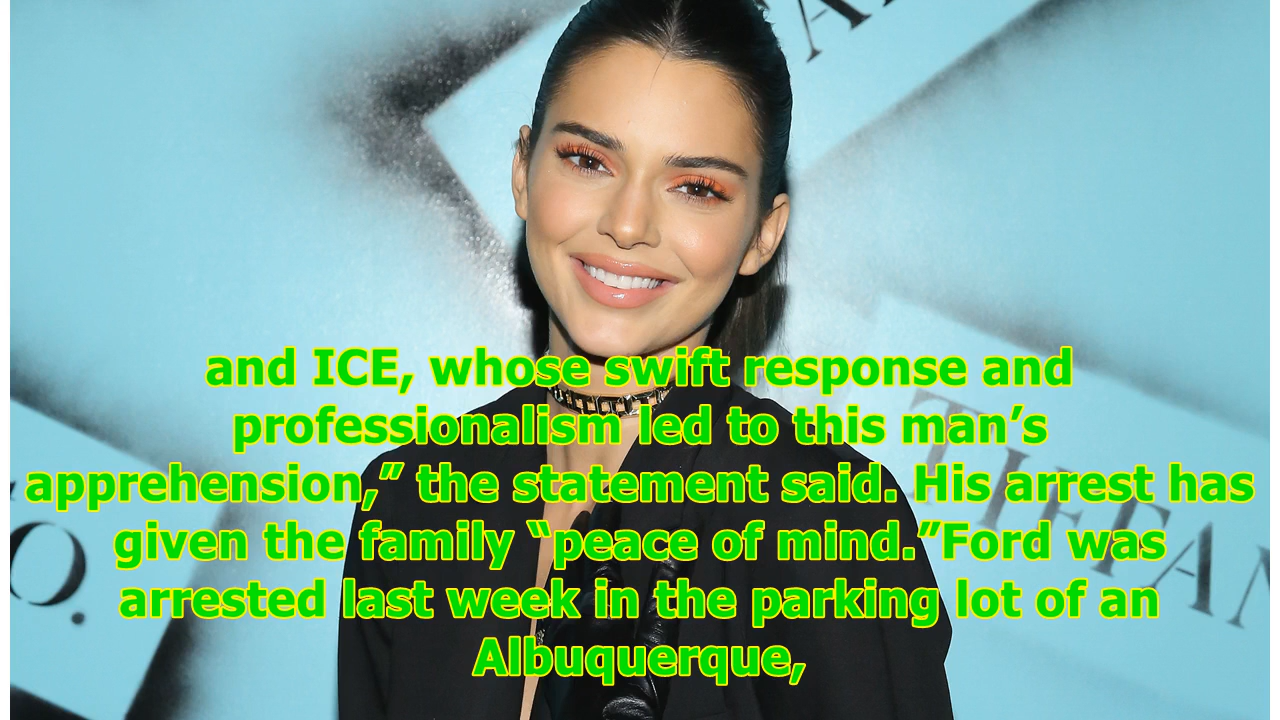 and ICE, whose swift response and
professionalism led to this man’s
apprehension,” the statement said. His arrest has
given the family “peace of mind.”Ford was
arrested last week in the parking lot of an
Albuquerque,
O.